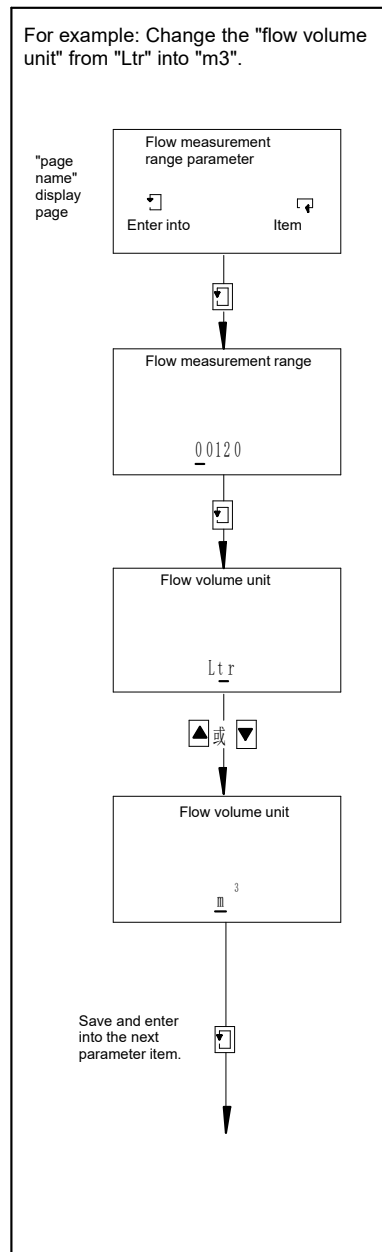 For example: Change the "flow volume
unit" from "Ltr" into "m3".
Flow measurement
range parameter
"page
name"
display
page
Enter into
Item
Flow measurement range
00120
Flow volume unit
Ltr
或
Flow volume unit
m³
Save and enter
into the next
parameter item.